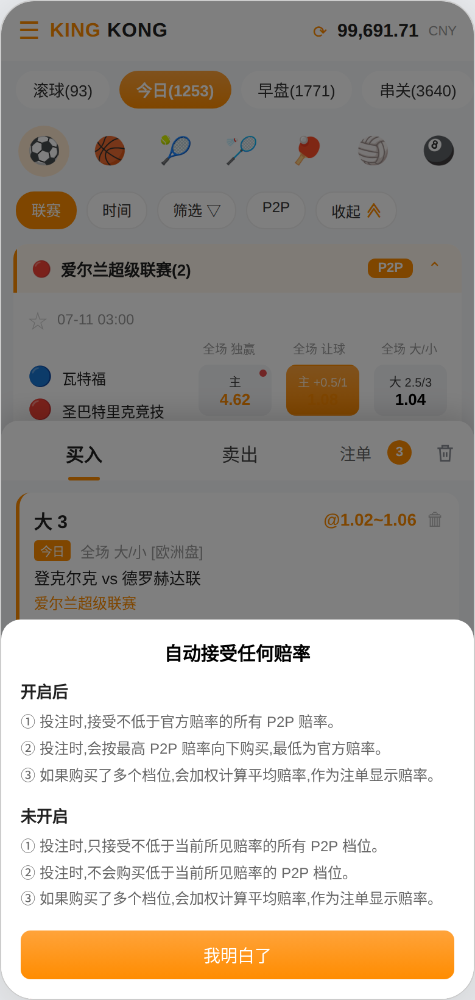 ☰ KING KONG ⟳ 99,691.71 CNY
滚球(93) 今日(1253) 早盘(1771) 串关(3640)
8
联赛 时间 筛选 ▽ P2P 收起
爱尔兰超级联赛(2) P2P
☆ 07-11 03:00
全场 独赢 全场 让球 全场 大/小
瓦特福 主 主 +0.5/1 大 2.5/3
4.62 1.04
圣巴特里克竞技
买入 卖出 注单 3
大 3 @1.02~1.06
今日 全场 大/小 [欧洲盘]
登克尔克 vs 德罗赫达联
爱尔兰超级联赛
自动接受任何赔率
开启后
① 投注时,接受不低于官方赔率的所有 P2P 赔率。
② 投注时,会按最高 P2P 赔率向下购买,最低为官方赔率。
③ 如果购买了多个档位,会加权计算平均赔率,作为注单显示赔率。
未开启
① 投注时,只接受不低于当前所见赔率的所有 P2P 档位。
② 投注时,不会购买低于当前所见赔率的 P2P 档位。
③ 如果购买了多个档位,会加权计算平均赔率,作为注单显示赔率。
我明白了